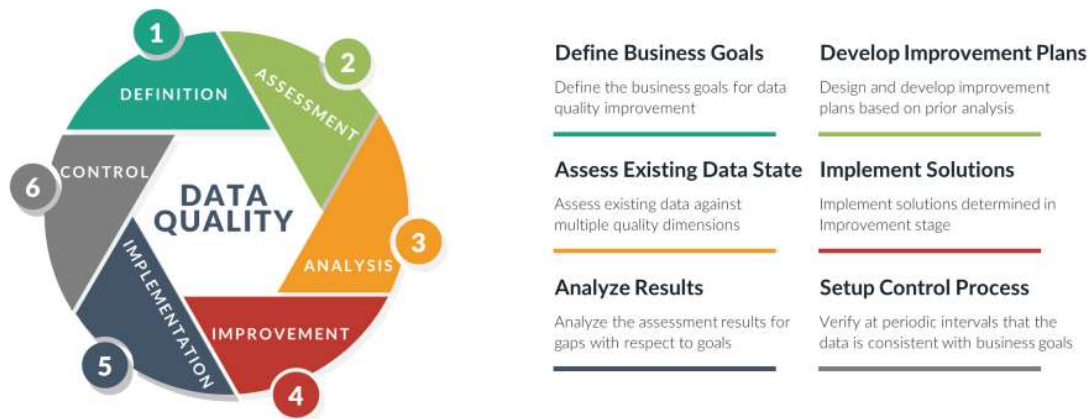 1
DEFINITION
2
ASSESSMENT
3
ANALYSIS
4
IMPROVEMENT
5
IMPLEMENTATION
6
CONTROL
DATA
QUALITY
Define Business Goals
Define the business goals for data
quality improvement
Develop Improvement Plans
Design and develop improvement
plans based on prior analysis
Assess Existing Data State
Assess existing data against
multiple quality dimensions
Implement Solutions
Implement solutions determined in
Improvement stage
Analyze Results
Analyze the assessment results for
gaps with respect to goals
Setup Control Process
Verify at periodic intervals that the
data is consistent with business goals